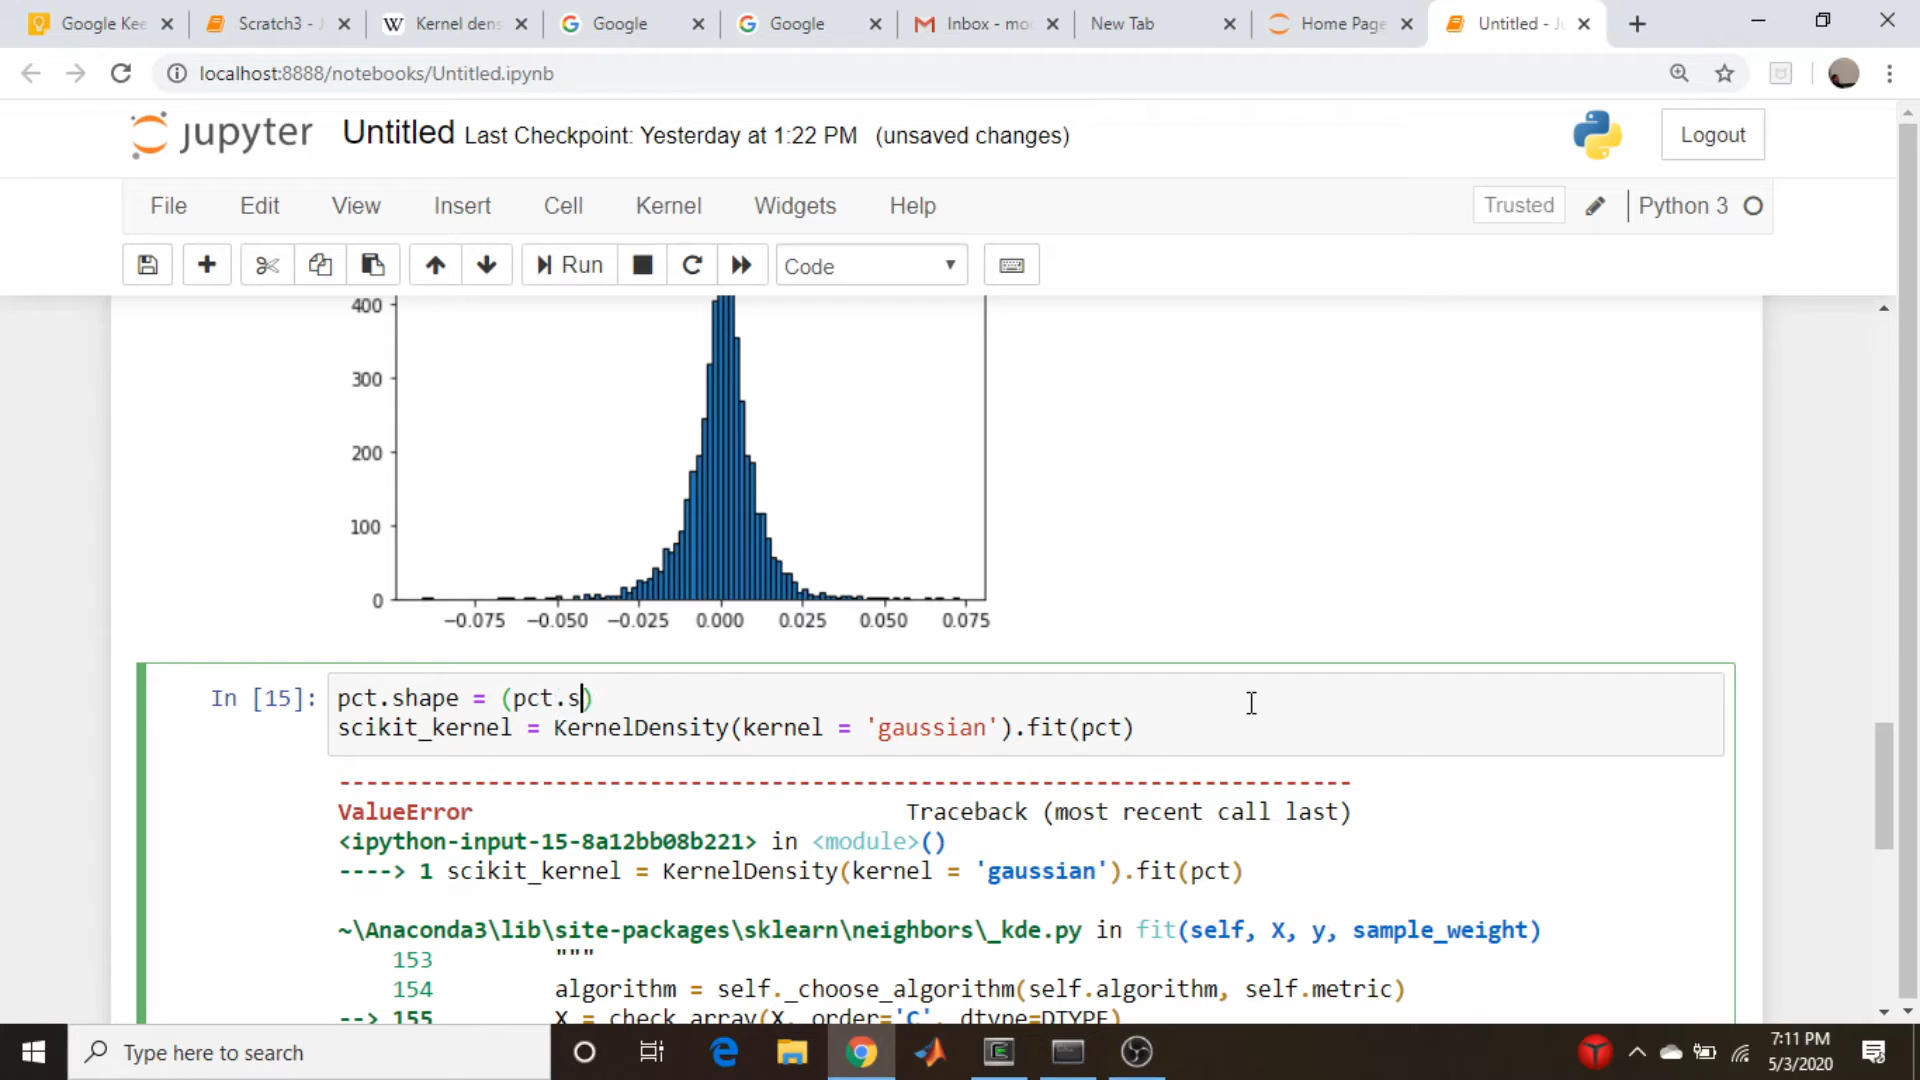 Google Kee
Scratch3 - J
Kernel dens
Google
Google
Inbox - mo
New Tab
Home Page
Untitled - Ju
localhost:8888/notebooks/Untitled.ipynb
jupyter Untitled Last Checkpoint: Yesterday at 1:22 PM (unsaved changes)
Logout
File Edit View Insert Cell Kernel Widgets Help
Trusted
Python 3
Run
Code
400
300
200
100
0
−0.075 −0.050 −0.025 0.000 0.025 0.050 0.075
In [15]: pct.shape = (pct.s)
scikit_kernel = KernelDensity(kernel = 'gaussian').fit(pct)
---------------------------------------------------------------------------
ValueError Traceback (most recent call last)
<ipython-input-15-8a12bb08b221> in <module>()
----> 1 scikit_kernel = KernelDensity(kernel = 'gaussian').fit(pct)
~\Anaconda3\lib\site-packages\sklearn\neighbors\_kde.py in fit(self, X, y, sample_weight)
153 """
154 algorithm = self._choose_algorithm(self.algorithm, self.metric)
--> 155 X = check_array(X, order='C', dtype=DTYPE)
Type here to search
7:11 PM
5/3/2020